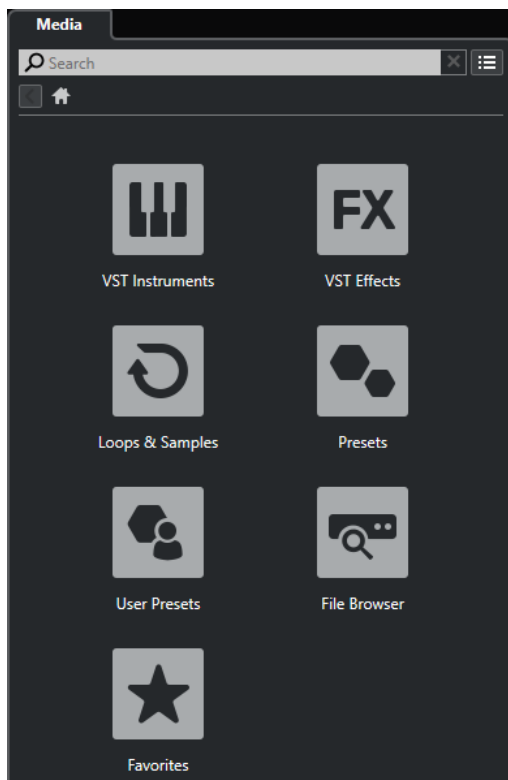 Media
Search
FX
VST Instruments
VST Effects
Loops & Samples
Presets
User Presets
File Browser
Favorites